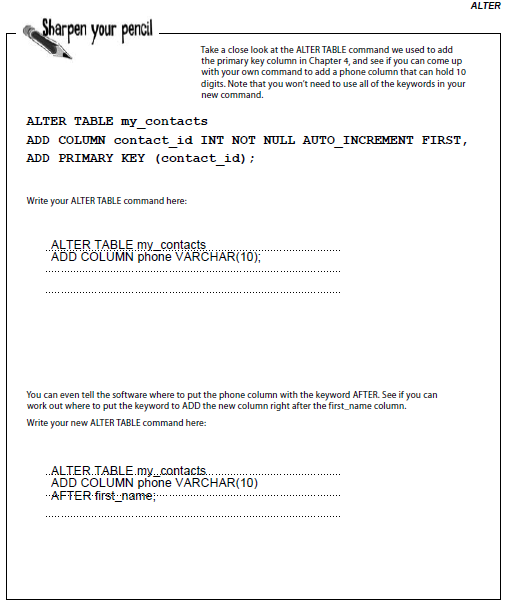 ALTER
Sharpen your pencil
Take a close look at the ALTER TABLE command we used to add
the primary key column in Chapter 4, and see if you can come up
with your own command to add a phone column that can hold 10
digits. Note that you won't need to use all of the keywords in your
new command.
ALTER TABLE my_contacts
ADD COLUMN contact_id INT NOT NULL AUTO_INCREMENT FIRST,
ADD PRIMARY KEY (contact_id);
Write your ALTER TABLE command here:
ALTER TABLE my_contacts
ADD COLUMN phone VARCHAR(10);
You can even tell the software where to put the phone column with the keyword AFTER. See if you can
work out where to put the keyword to ADD the new column right after the first_name column.
Write your new ALTER TABLE command here:
ALTER TABLE my_contacts
ADD COLUMN phone VARCHAR(10)
AFTER first_name;